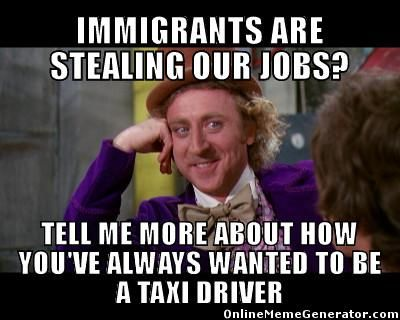 IMMIGRANTS ARE
STEALING OUR JOBS?
TELL ME MORE ABOUT HOW
YOU'VE ALWAYS WANTED TO BE
A TAXI DRIVER
OnlineMemeGenerator.com